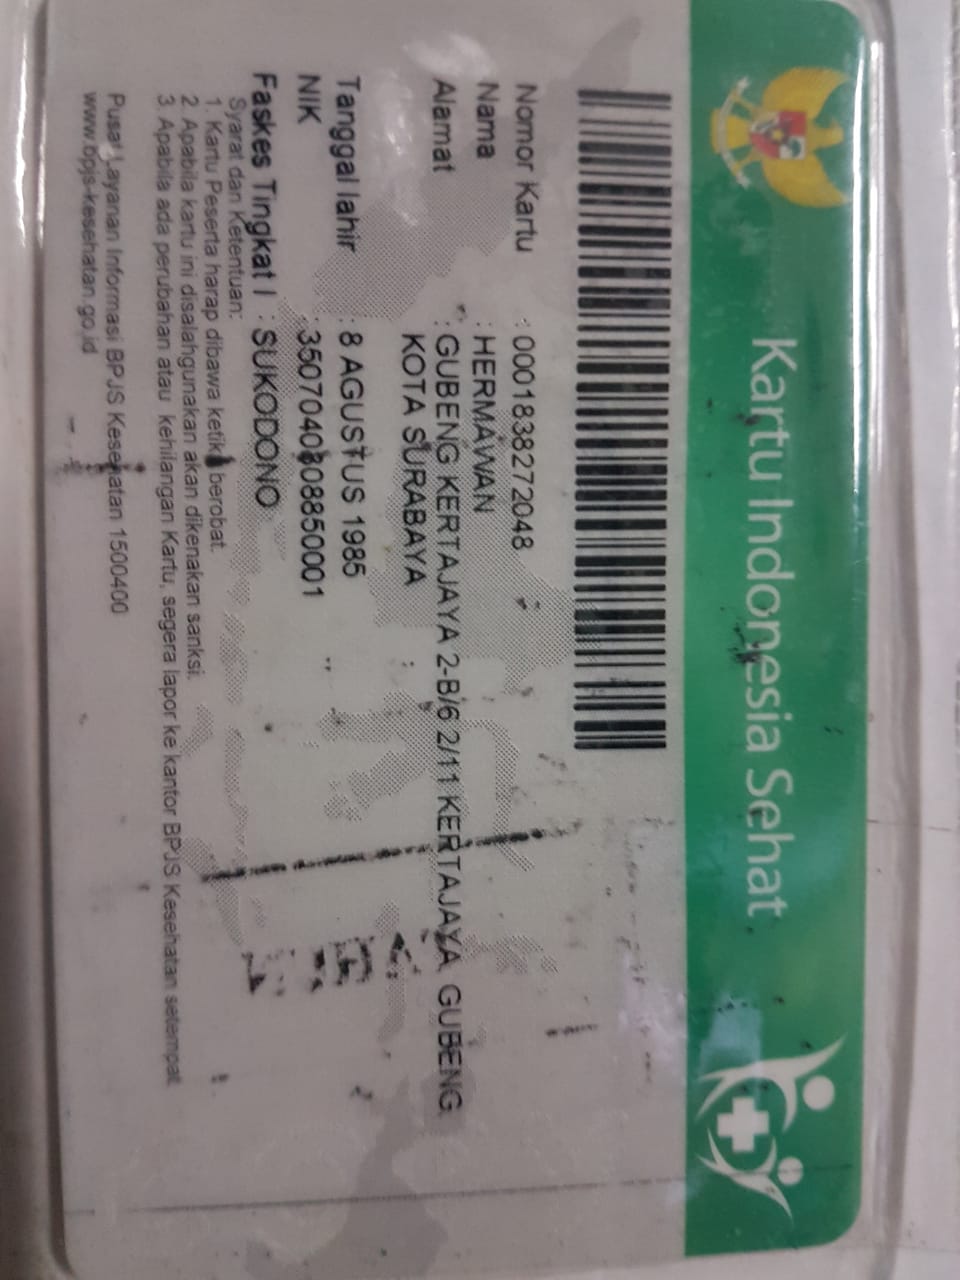 Kartu Indonesia Sehat
Nomor Kartu : 0001838272048
Nama : HERMAWAN
Alamat : GUBENG KERTAJAYA 2-B/6 2/11 KERTAJAYA, GUBENG,
KOTA SURABAYA
Tanggal lahir : 8 AGUSTUS 1985
NIK : 3507040808850001
Faskes Tingkat I : SUKODONO
Syarat dan Ketentuan:
1. Kartu Peserta harap dibawa ketika berobat.
2. Apabila kartu ini disalahgunakan akan dikenakan sanksi.
3. Apabila ada perubahan atau kehilangan Kartu, segera lapor ke kantor BPJS Kesehatan setempat.
Pusat Layanan Informasi BPJS Kesehatan 1500400
www.bpjs-kesehatan.go.id